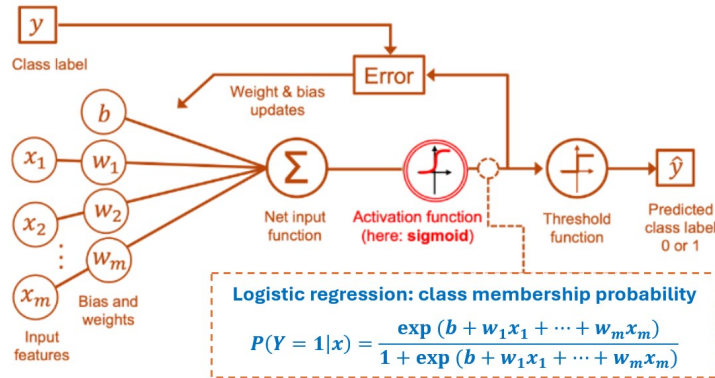 y
Class label
Error
Weight & bias
updates
b
x₁
w₁
x₂
w₂
⋮
wₘ
xₘ
Bias and
weights
Input
features
Σ
Net input
function
Activation function
(here: sigmoid)
Threshold
function
ŷ
Predicted
class label
0 or 1
Logistic regression: class membership probability
P(Y = 1|x) = exp (b + w₁x₁ + ⋯ + wₘxₘ) / 1 + exp (b + w₁x₁ + ⋯ + wₘxₘ)